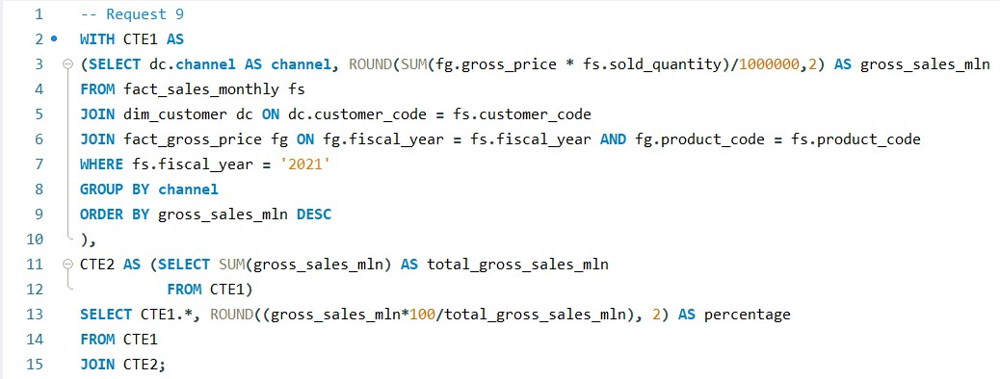 1 -- Request 9
2 WITH CTE1 AS
3 (SELECT dc.channel AS channel, ROUND(SUM(fg.gross_price * fs.sold_quantity)/1000000,2) AS gross_sales_mln
4 FROM fact_sales_monthly fs
5 JOIN dim_customer dc ON dc.customer_code = fs.customer_code
6 JOIN fact_gross_price fg ON fg.fiscal_year = fs.fiscal_year AND fg.product_code = fs.product_code
7 WHERE fs.fiscal_year = '2021'
8 GROUP BY channel
9 ORDER BY gross_sales_mln DESC
10 ),
11 CTE2 AS (SELECT SUM(gross_sales_mln) AS total_gross_sales_mln
12 FROM CTE1)
13 SELECT CTE1.*, ROUND((gross_sales_mln*100/total_gross_sales_mln), 2) AS percentage
14 FROM CTE1
15 JOIN CTE2;